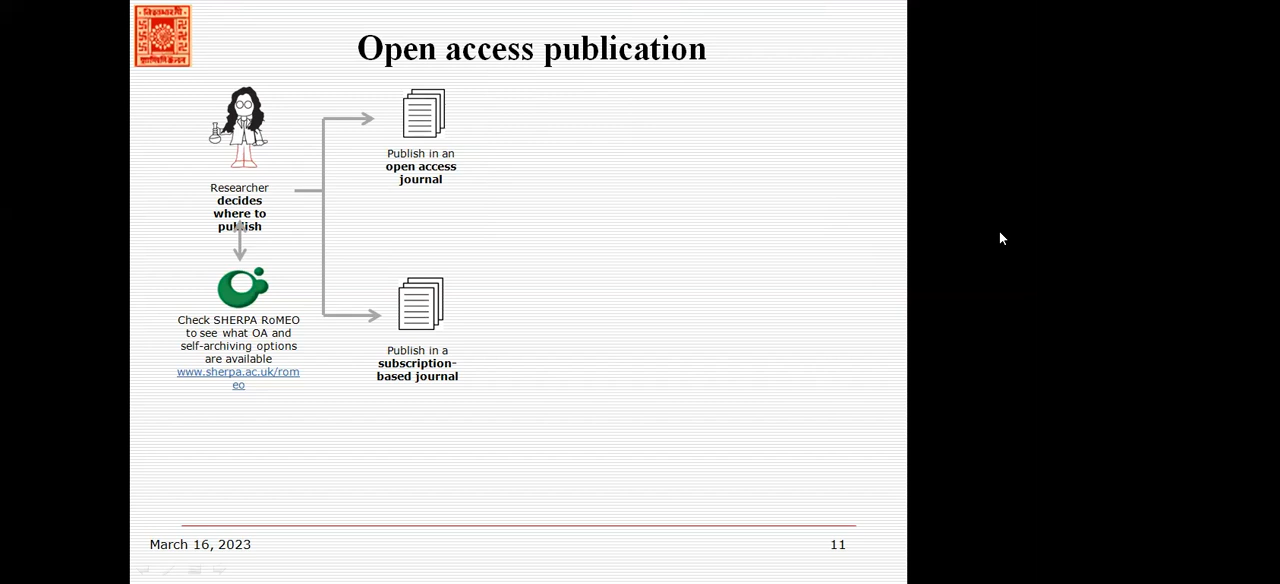 Open access publication
Researcher
decides
where to
publish
Publish in an
open access
journal
Check SHERPA RoMEO
to see what OA and
self-archiving options
are available
www.sherpa.ac.uk/rom
eo
Publish in a
subscription-
based journal
March 16, 2023
11